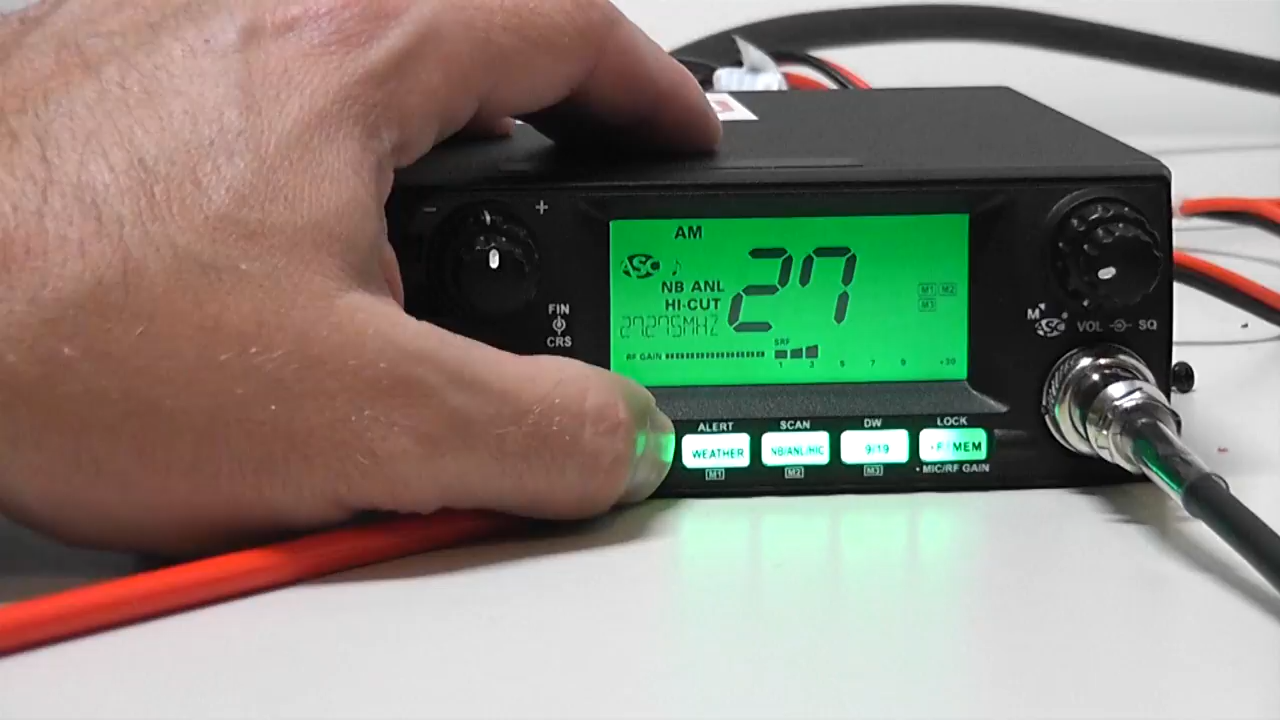 − +
AM
ASC
27
NB ANL
HI-CUT
27.275MHZ
M1 M2
M3
FIN
CRS
M
ASC
VOL SQ
RF GAIN
SRF
1 3 5 7 9 +30
ALERT SCAN DW LOCK
WEATHER NB/ANL/HIC 9/19 MEM
M1 M2 M3 • MIC/RF GAIN